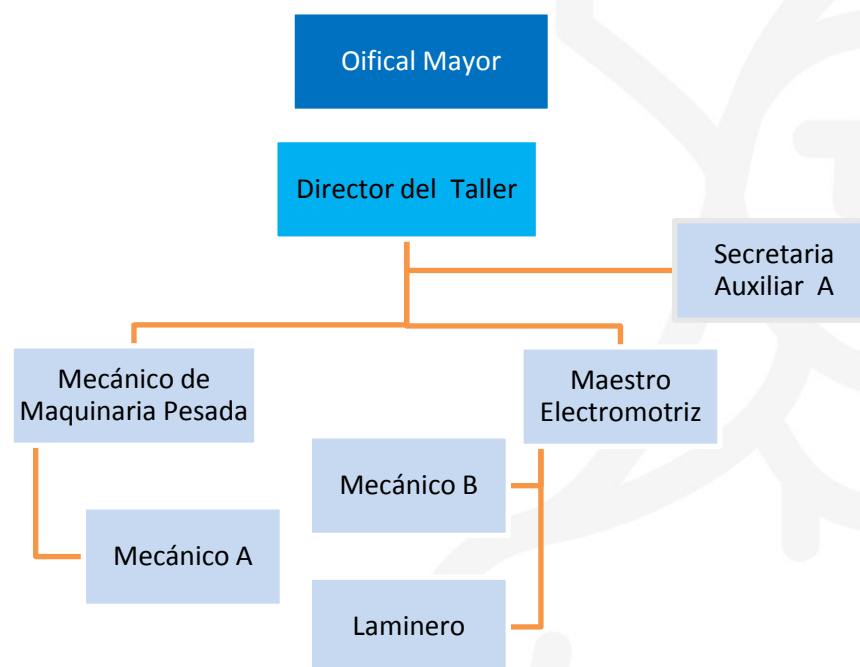 Oifical Mayor
Director del  Taller
Secretaria
Auxiliar  A
Mecánico de
Maquinaria Pesada
Maestro
Electromotriz
Mecánico B
Mecánico A
Laminero